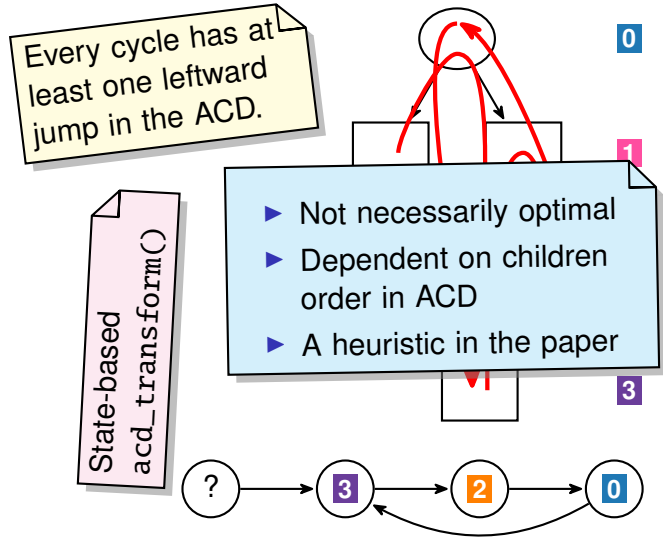 Every cycle has at
least one leftward
jump in the ACD.
0
1
Not necessarily optimal
Dependent on children
order in ACD
A heuristic in the paper
3
State-based
acd_transform()
? 3 2 0